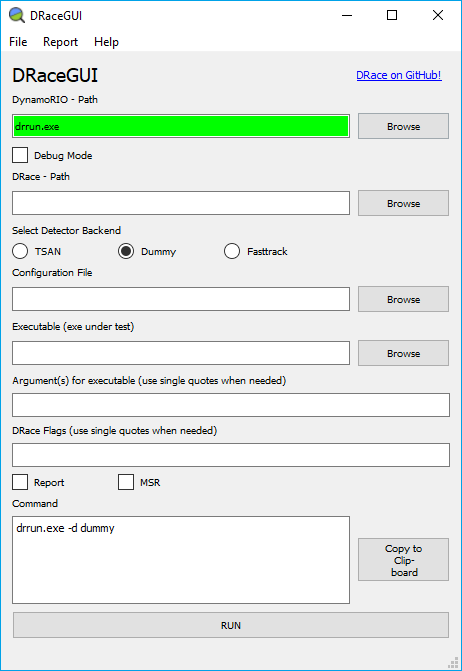 DRaceGUI
File Report Help
DRaceGUI
DRace on GitHub!
DynamoRIO - Path
drrun.exe
Browse
Debug Mode
DRace - Path
Browse
Select Detector Backend
TSAN Dummy Fasttrack
Configuration File
Browse
Executable (exe under test)
Browse
Argument(s) for executable (use single quotes when needed)
DRace Flags (use single quotes when needed)
Report MSR
Command
drrun.exe -d dummy
Copy to
Clip-
board
RUN